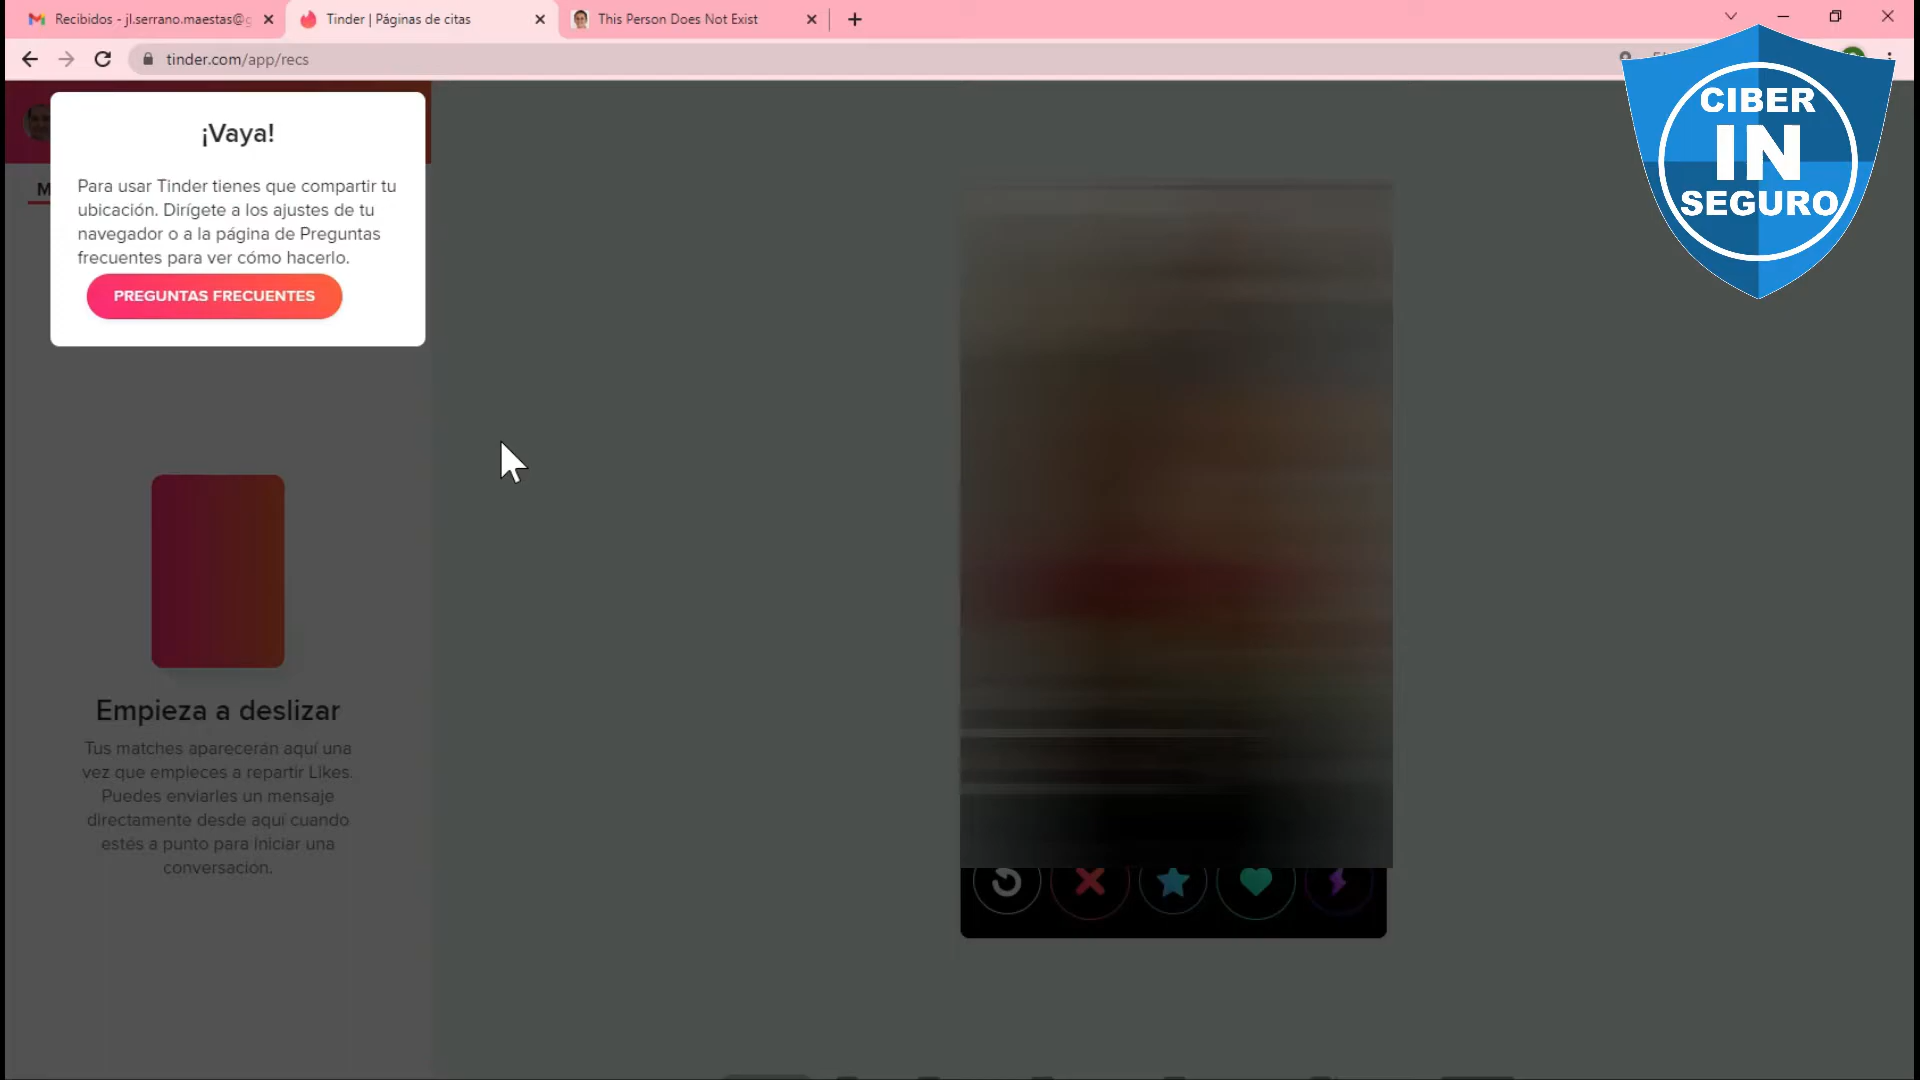 Recibidos - jl.serrano.maestas@g
Tinder | Páginas de citas
This Person Does Not Exist
tinder.com/app/recs
CIBER
IN
SEGURO
¡Vaya!
Para usar Tinder tienes que compartir tu
ubicación. Dirígete a los ajustes de tu
navegador o a la página de Preguntas
frecuentes para ver cómo hacerlo.
PREGUNTAS FRECUENTES
M
Empieza a deslizar
Tus matches aparecerán aquí una
vez que empieces a repartir Likes.
Puedes enviarles un mensaje
directamente desde aquí cuando
estés a punto para iniciar una
conversación.